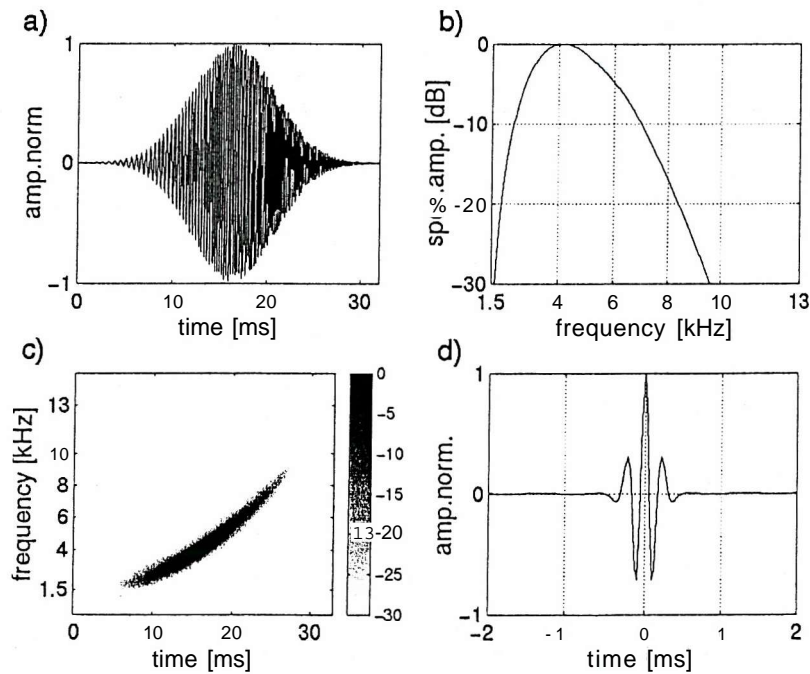 a)
1
0
-1
amp.norm
0 10 20 30
time [ms]
b)
0
-10
-20
-30
sp%.amp. [dB]
1.5 4 6 8 10 13
frequency [kHz]
c)
13
10
8
6
4
1.5
frequency [kHz]
0 10 20 30
time [ms]
0
-5
-10
-15
13-20
-25
-30
d)
1
0
-1
amp.norm.
-2 -1 0 1 2
time [ms]